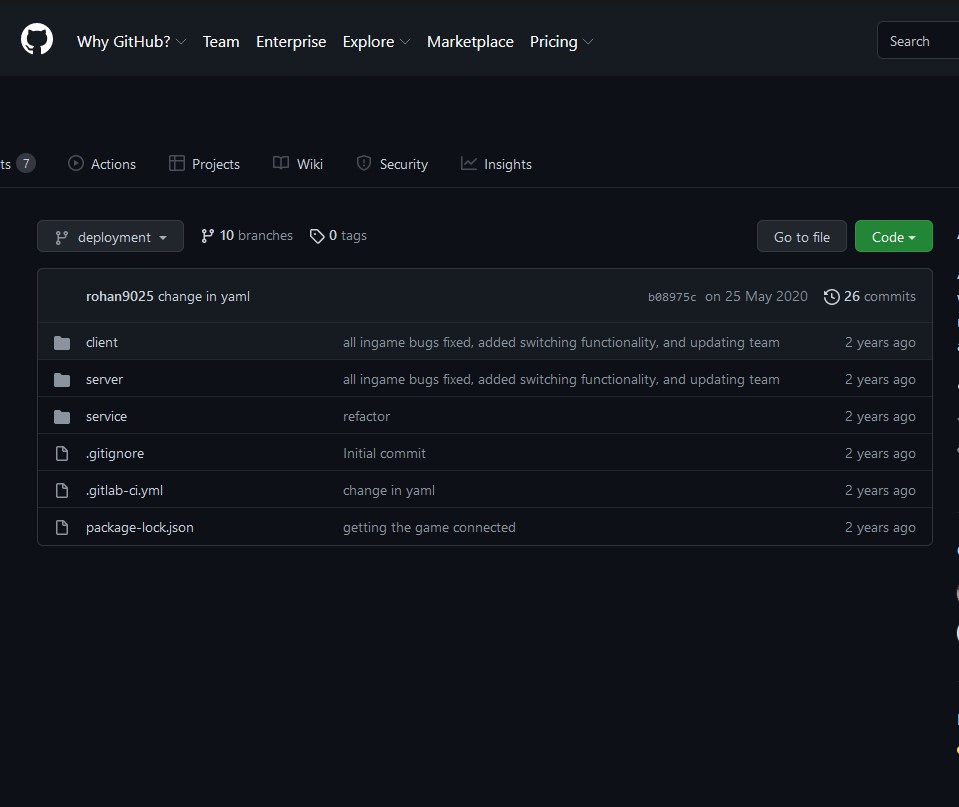 Why GitHub? Team Enterprise Explore Marketplace Pricing Search
ts 7 Actions Projects Wiki Security Insights
deployment 10 branches 0 tags Go to file Code
rohan9025 change in yaml b08975c on 25 May 2020 26 commits
client all ingame bugs fixed, added switching functionality, and updating team 2 years ago
server all ingame bugs fixed, added switching functionality, and updating team 2 years ago
service refactor 2 years ago
.gitignore Initial commit 2 years ago
.gitlab-ci.yml change in yaml 2 years ago
package-lock.json getting the game connected 2 years ago